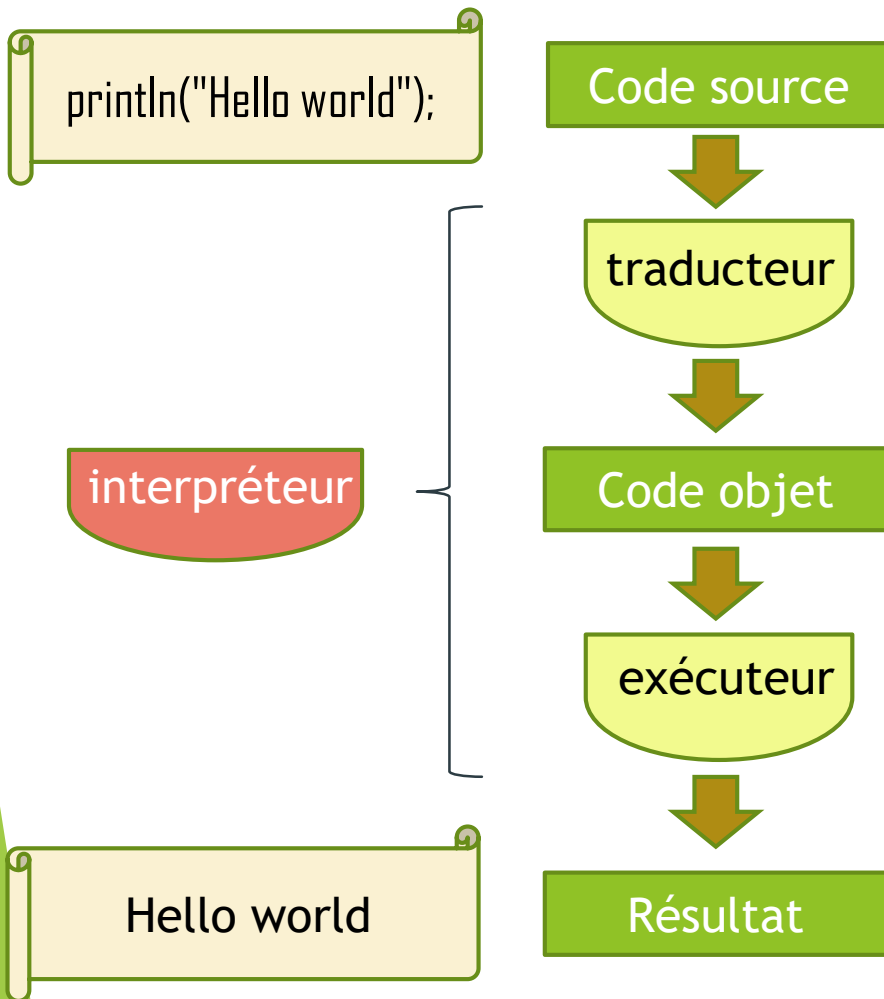 println("Hello world");
Code source
traducteur
interpréteur
Code objet
exécuteur
Hello world
Résultat